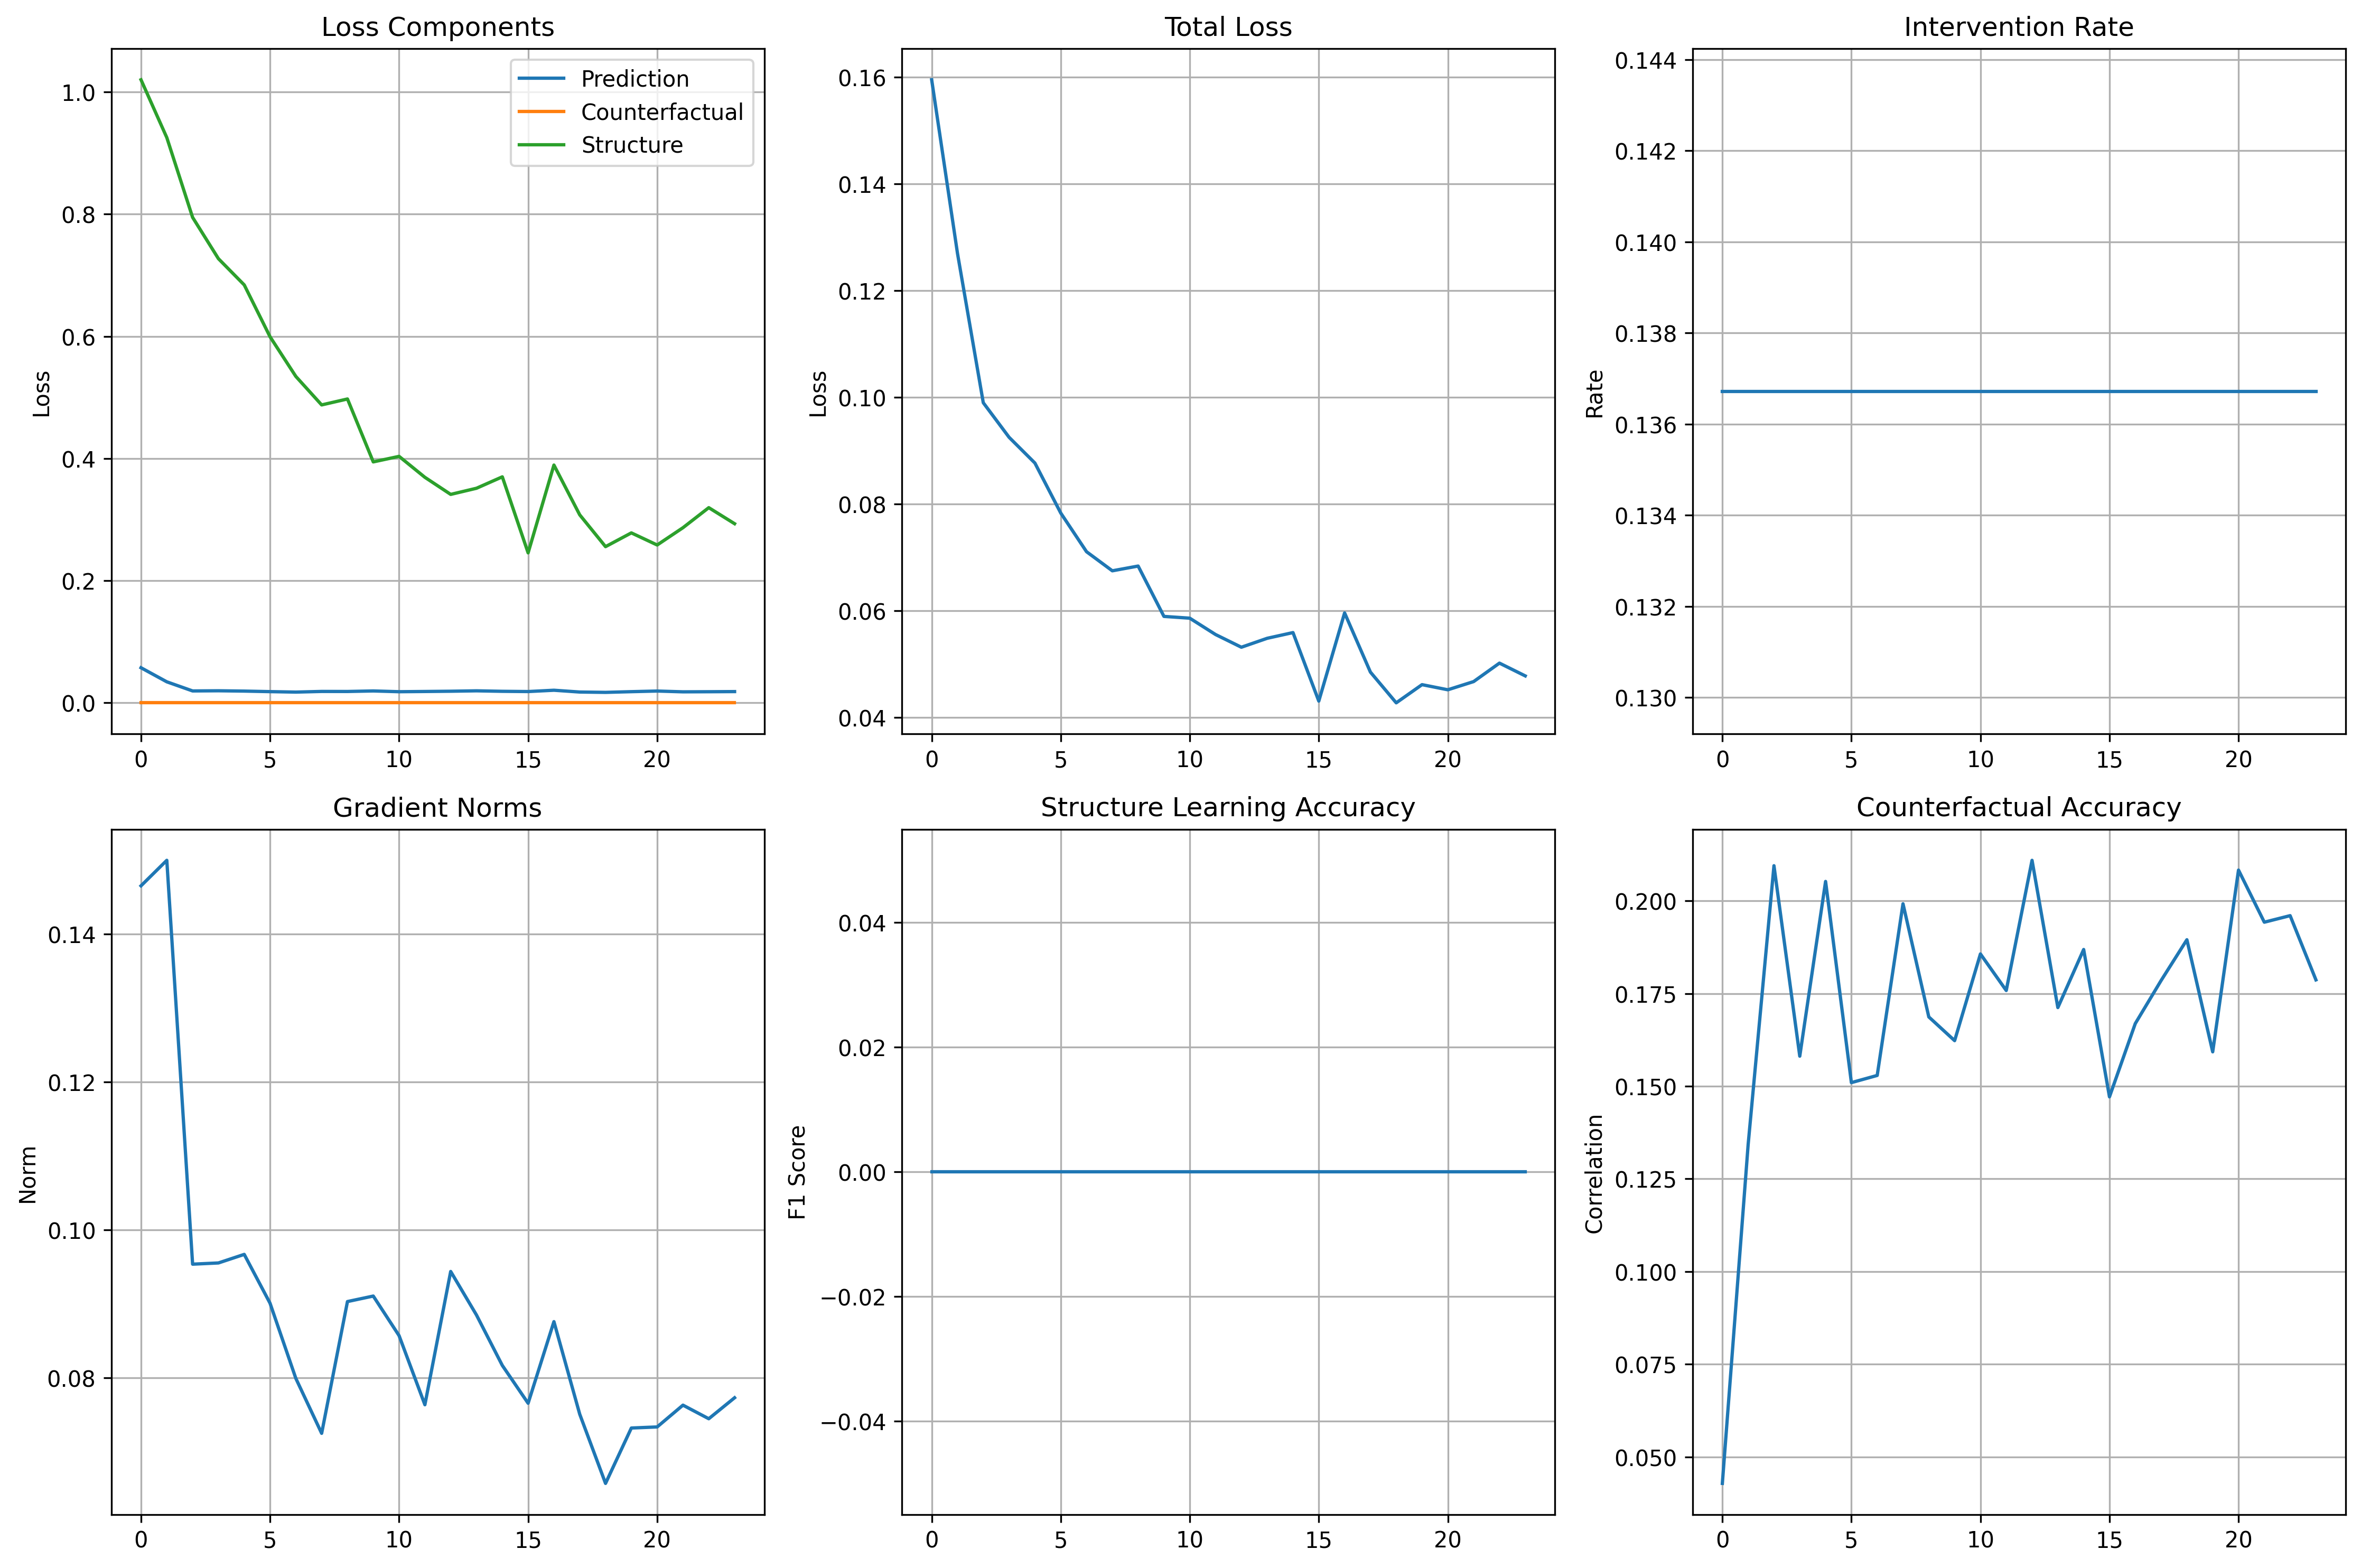 Loss Components
Loss
1.0
0.8
0.6
0.4
0.2
0.0
Prediction
Counterfactual
Structure
0 5 10 15 20
Total Loss
Loss
0.16
0.14
0.12
0.10
0.08
0.06
0.04
0 5 10 15 20
Intervention Rate
Rate
0.144
0.142
0.140
0.138
0.136
0.134
0.132
0.130
0 5 10 15 20
Gradient Norms
Norm
0.14
0.12
0.10
0.08
0 5 10 15 20
Structure Learning Accuracy
F1 Score
0.04
0.02
0.00
−0.02
−0.04
0 5 10 15 20
Counterfactual Accuracy
Correlation
0.200
0.175
0.150
0.125
0.100
0.075
0.050
0 5 10 15 20